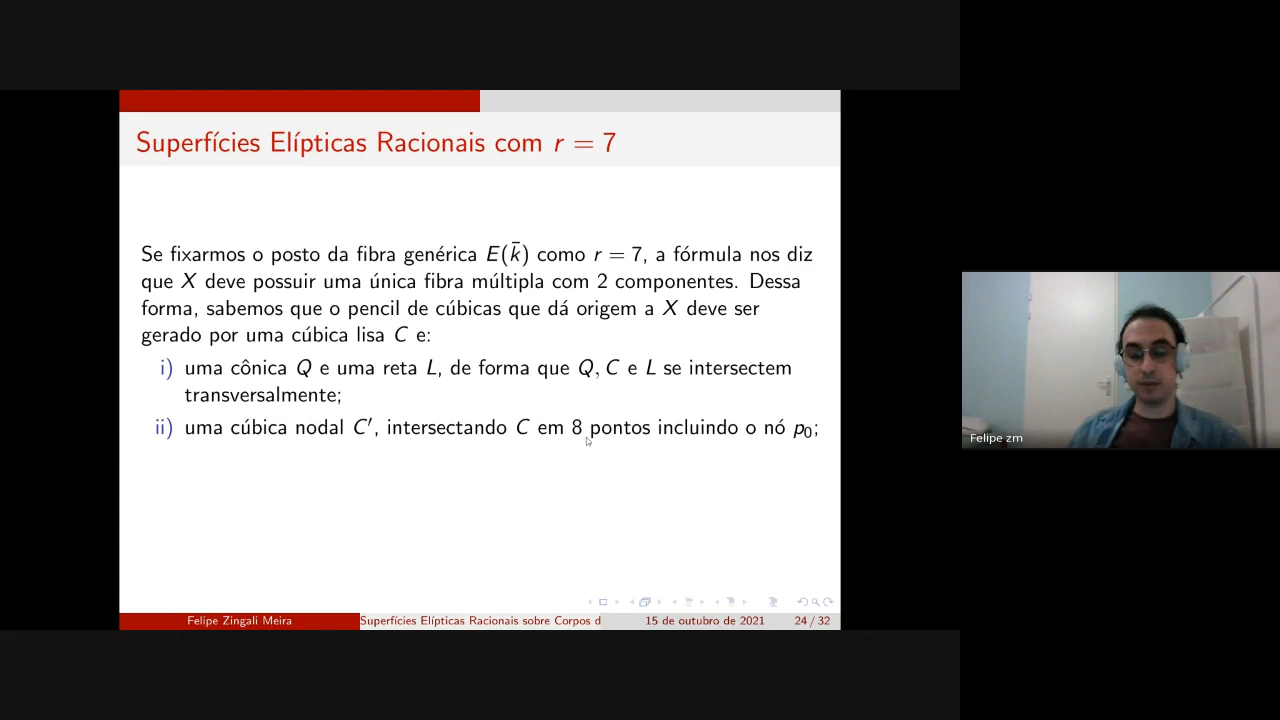 Superfícies Elípticas Racionais com r = 7
Se fixarmos o posto da fibra genérica E(k̄) como r = 7, a fórmula nos diz
que X deve possuir uma única fibra múltipla com 2 componentes. Dessa
forma, sabemos que o pencil de cúbicas que dá origem a X deve ser
gerado por uma cúbica lisa C e:
i) uma cônica Q e uma reta L, de forma que Q, C e L se intersectem
transversalmente;
ii) uma cúbica nodal C′, intersectando C em 8 pontos incluindo o nó p₀;
Felipe Zingali Meira
Superfícies Elípticas Racionais sobre Corpos d
15 de outubro de 2021
24 / 32
Felipe zm